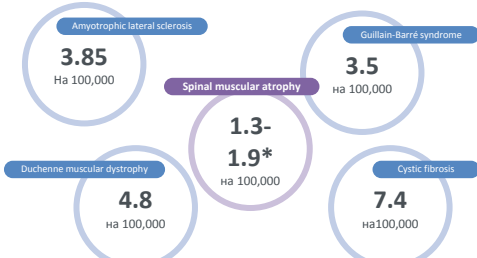 Amyotrophic lateral sclerosis
3.85
На 100,000
Guillain-Barré syndrome
3.5
на 100,000
Spinal muscular atrophy
1.3-
1.9*
на 100,000
Duchenne muscular dystrophy
4.8
на 100,000
Cystic fibrosis
7.4
на100,000